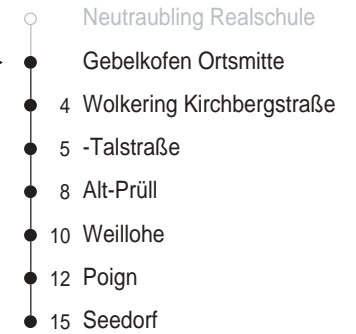 Neutraubling Realschule
Gebelkofen Ortsmitte
4 Wolkering Kirchbergstraße
5 -Talstraße
8 Alt-Prüll
10 Weillohe
12 Poign
15 Seedorf